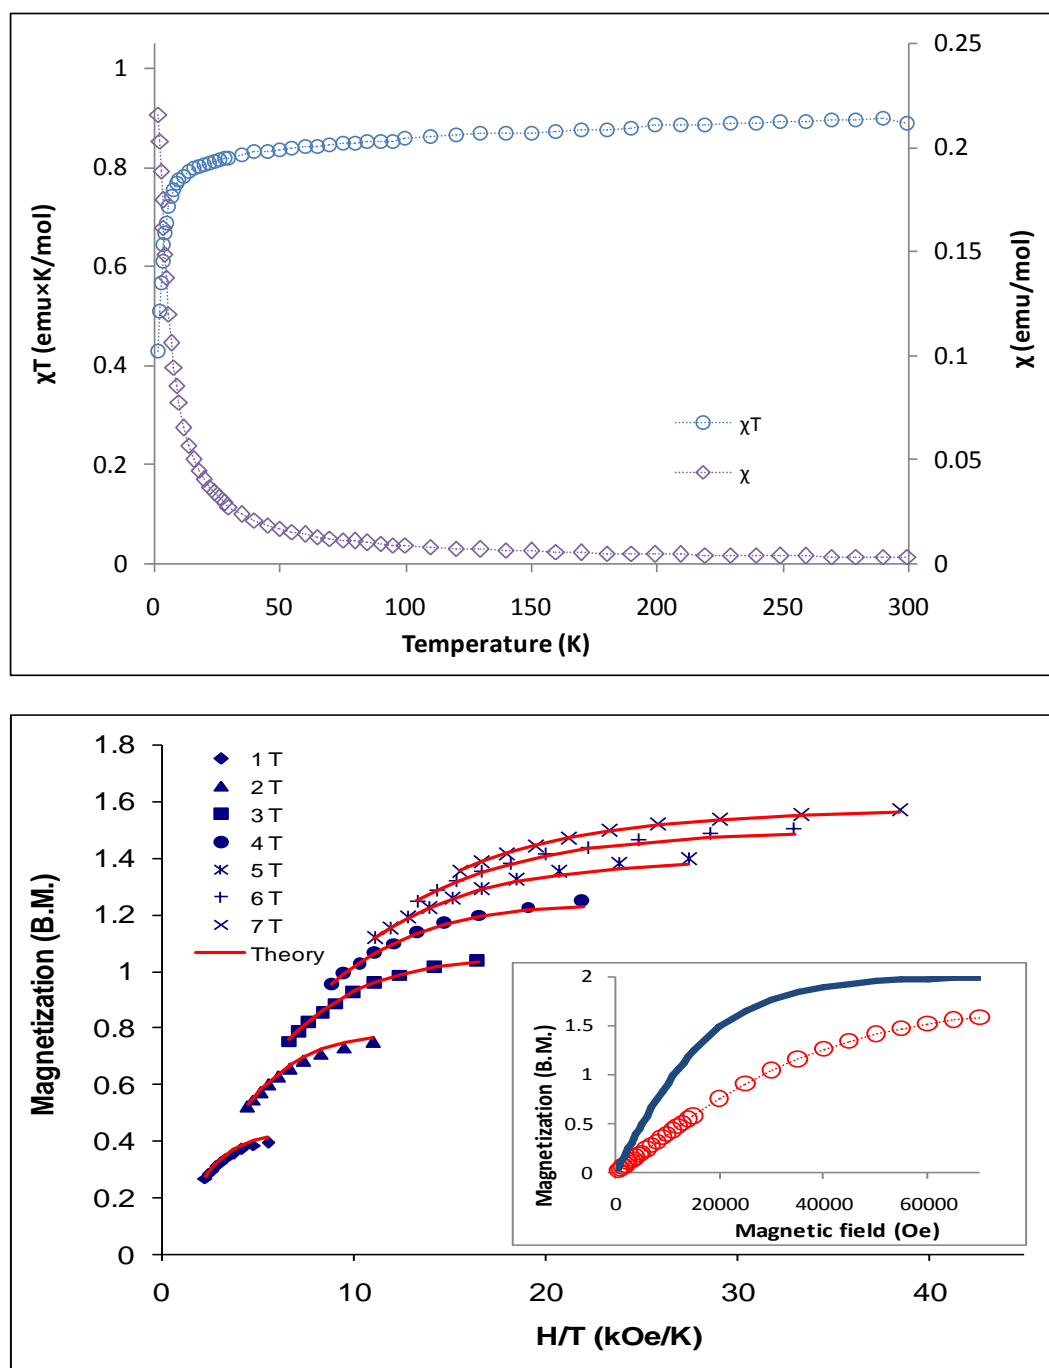 1
0.8
0.6
0.4
0.2
0
χT (emu×K/mol)
0.25
0.2
0.15
0.1
0.05
0
χ (emu/mol)
χT
χ
0 50 100 150 200 250 300
Temperature (K)
1.8
1.6
1.4
1.2
1
0.8
0.6
0.4
0.2
0
Magnetization (B.M.)
1 T
2 T
3 T
4 T
5 T
6 T
7 T
Theory
2
1.5
1
0.5
0
Magnetization (B.M.)
0 20000 40000 60000
Magnetic field (Oe)
0 10 20 30 40
H/T (kOe/K)